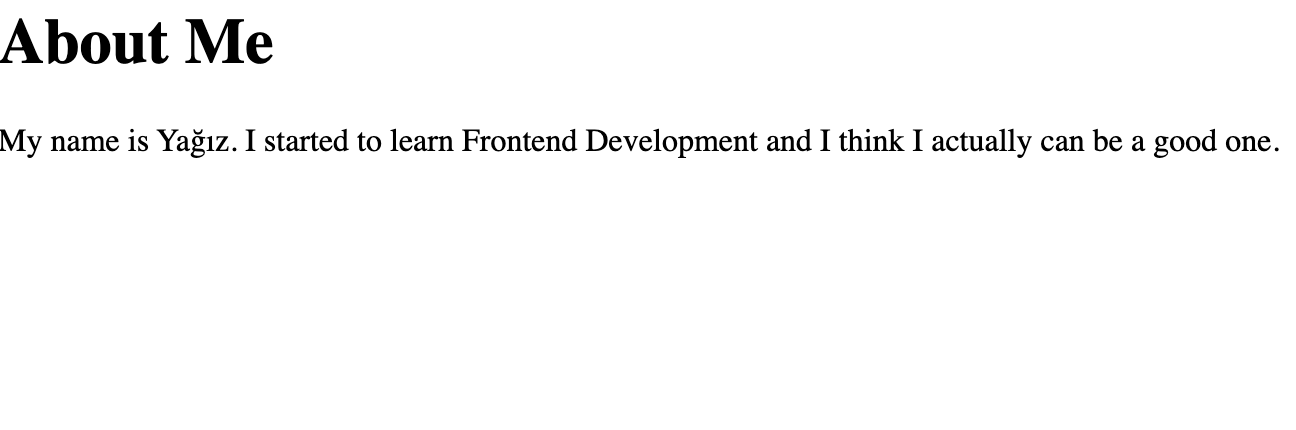 About Me
My name is Yağız. I started to learn Frontend Development and I think I actually can be a good one.